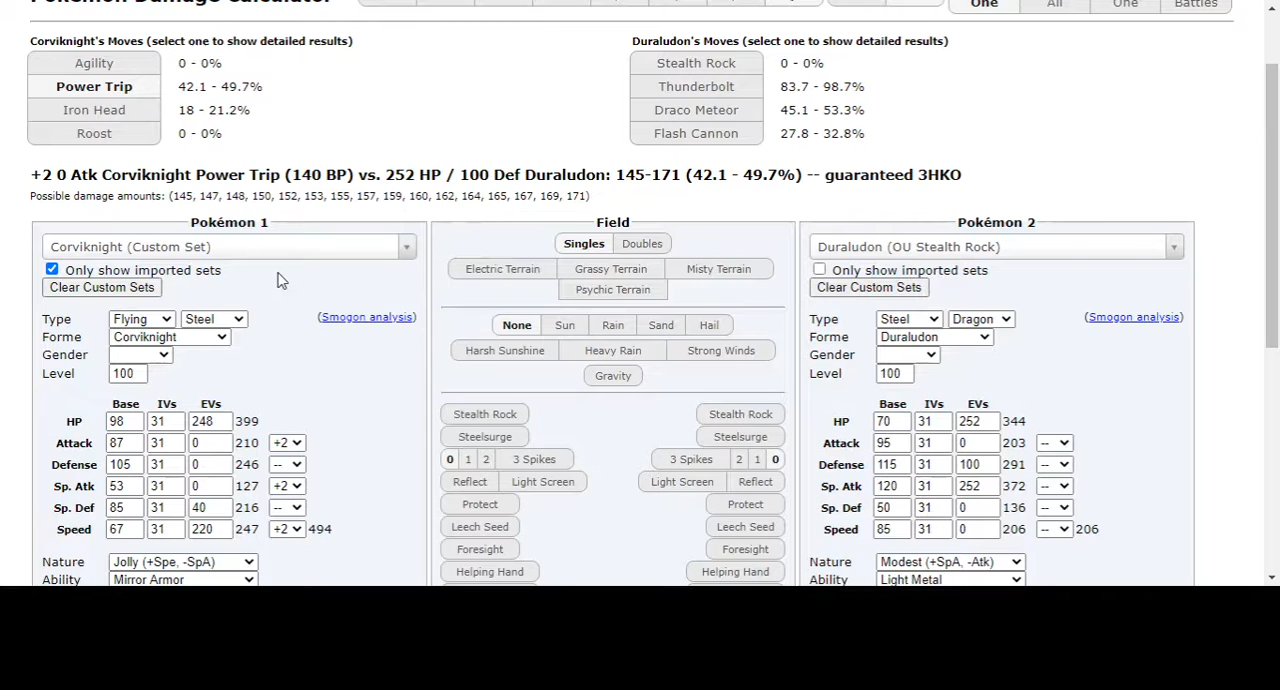 One All One Battles
Corviknight's Moves (select one to show detailed results) Duraludon's Moves (select one to show detailed results)
Agility 0 - 0% Stealth Rock 0 - 0%
Power Trip 42.1 - 49.7% Thunderbolt 83.7 - 98.7%
Iron Head 18 - 21.2% Draco Meteor 45.1 - 53.3%
Roost 0 - 0% Flash Cannon 27.8 - 32.8%
+2 0 Atk Corviknight Power Trip (140 BP) vs. 252 HP / 100 Def Duraludon: 145-171 (42.1 - 49.7%) -- guaranteed 3HKO
Possible damage amounts: (145, 147, 148, 150, 152, 153, 155, 157, 159, 160, 162, 164, 165, 167, 169, 171)
Pokémon 1
Corviknight (Custom Set)
Only show imported sets
Clear Custom Sets
Type Flying Steel (Smogon analysis)
Forme Corviknight
Gender
Level 100
Base IVs EVs
HP 98 31 248 399
Attack 87 31 0 210 +2
Defense 105 31 0 246 --
Sp. Atk 53 31 0 127 +2
Sp. Def 85 31 40 216 --
Speed 67 31 220 247 +2 494
Nature Jolly (+Spe, -SpA)
Ability Mirror Armor
Field
Singles Doubles
Electric Terrain Grassy Terrain Misty Terrain
Psychic Terrain
None Sun Rain Sand Hail
Harsh Sunshine Heavy Rain Strong Winds
Gravity
Stealth Rock Stealth Rock
Steelsurge Steelsurge
0 1 2 3 Spikes 3 Spikes 2 1 0
Reflect Light Screen Light Screen Reflect
Protect Protect
Leech Seed Leech Seed
Foresight Foresight
Helping Hand Helping Hand
Pokémon 2
Duraludon (OU Stealth Rock)
Only show imported sets
Clear Custom Sets
Type Steel Dragon (Smogon analysis)
Forme Duraludon
Gender
Level 100
Base IVs EVs
HP 70 31 252 344
Attack 95 31 0 203 --
Defense 115 31 100 291 --
Sp. Atk 120 31 252 372 --
Sp. Def 50 31 0 136 --
Speed 85 31 0 206 -- 206
Nature Modest (+SpA, -Atk)
Ability Light Metal